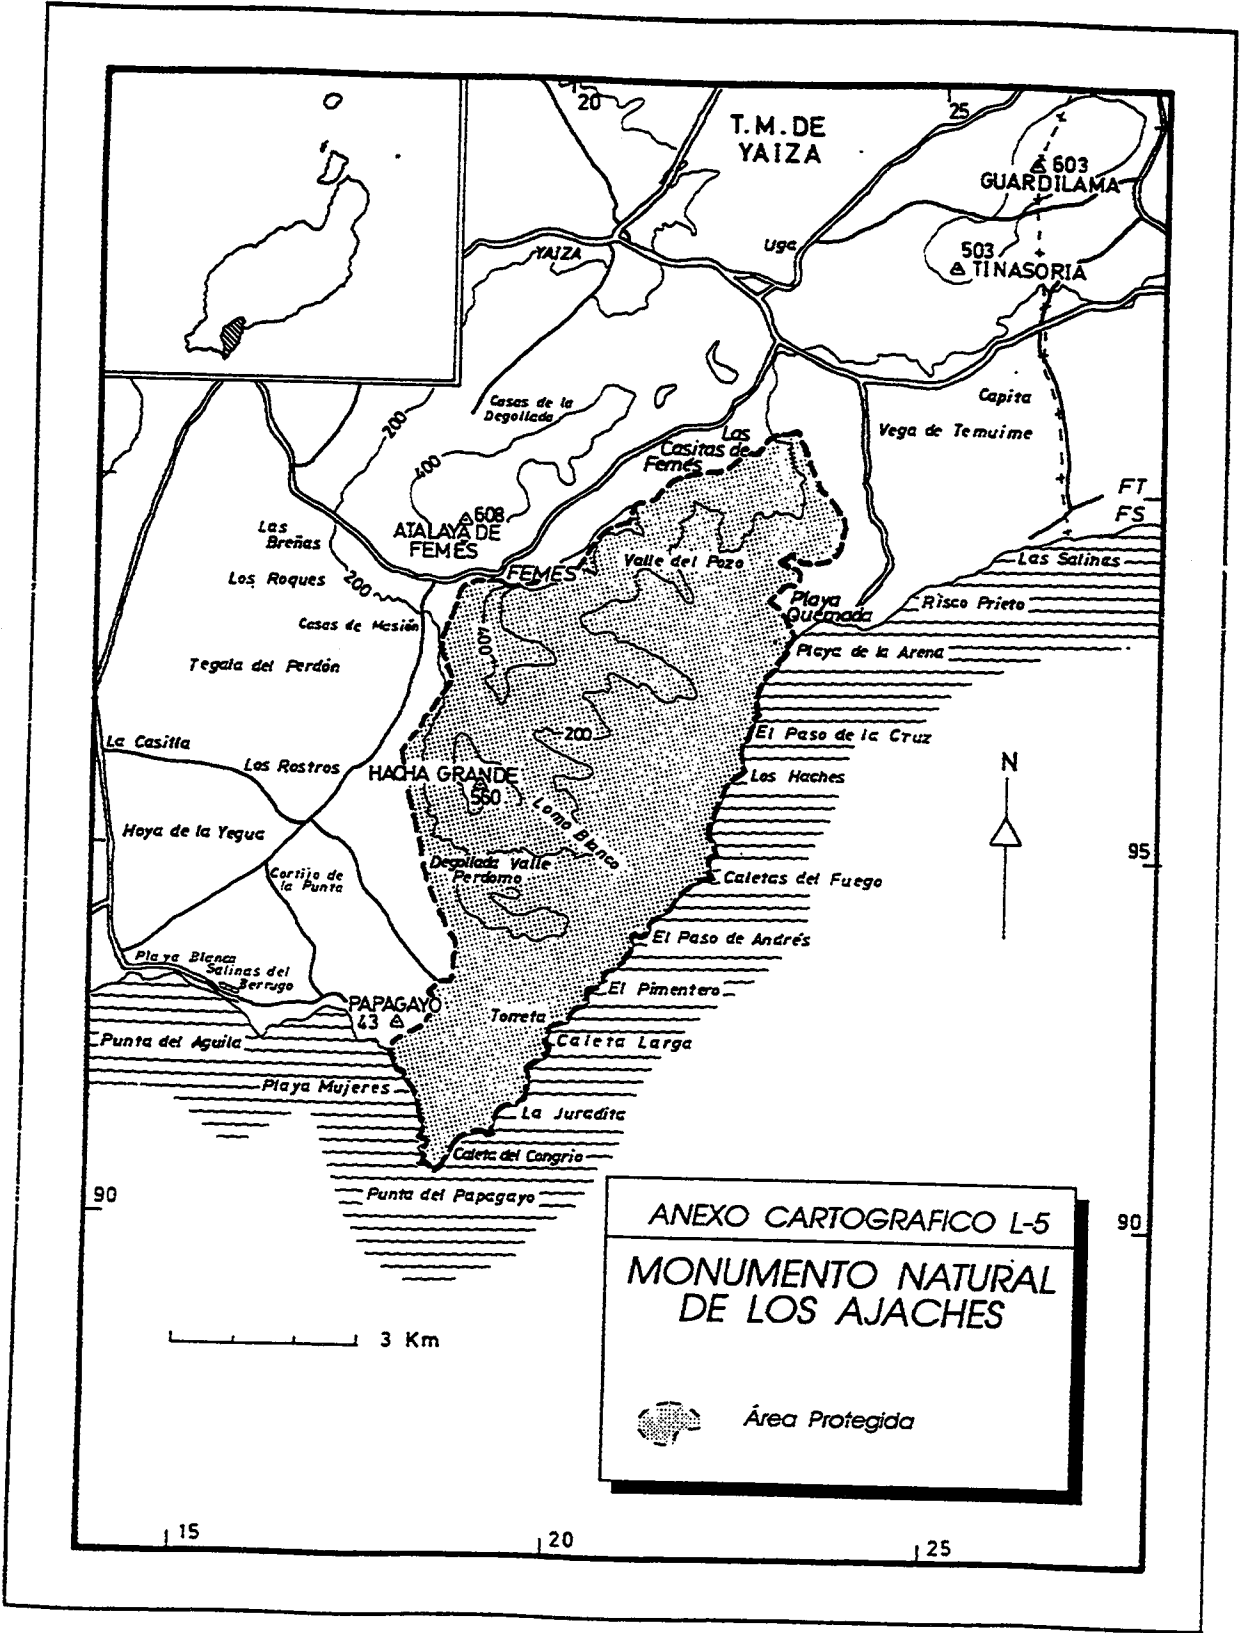 20
25
T.M. DE
YAIZA
603
GUARDILAMA
Uga
YAIZA
503
TINASORIA
Casas de la
Degollada
Capita
200
Los
Casitas de
Femés
Vega de Temuime
400
FT
608
FS
ATALAYA DE
FEMÉS
Las
Breñas
Las Salinas
Valle del Pozo
FEMÉS
Los Roques
200
Playa
Quemada
Risco Prieto
Casas de Masión
400
Playa de la Arena
Tegala del Perdón
200
El Paso de la Cruz
La Casilla
Los Rostros
HACHA GRANDE
560
Los Haches
N
Lomo Blanco
Hoya de la Yegua
95
Degollada Valle
Perdomo
Cortijo de
la Punta
Caletas del Fuego
El Paso de Andrés
Playa Blanca
Salinas del
Berrugo
El Pimentero
PAPAGAYO
43
Torreta
Punta del Aguila
Caleta Larga
Playa Mujeres
La Juradita
Caleta del Congrio
90
Punta del Papagayo
90
ANEXO CARTOGRAFICO L-5
MONUMENTO NATURAL
DE LOS AJACHES
3 Km
Área Protegida
15
20
25